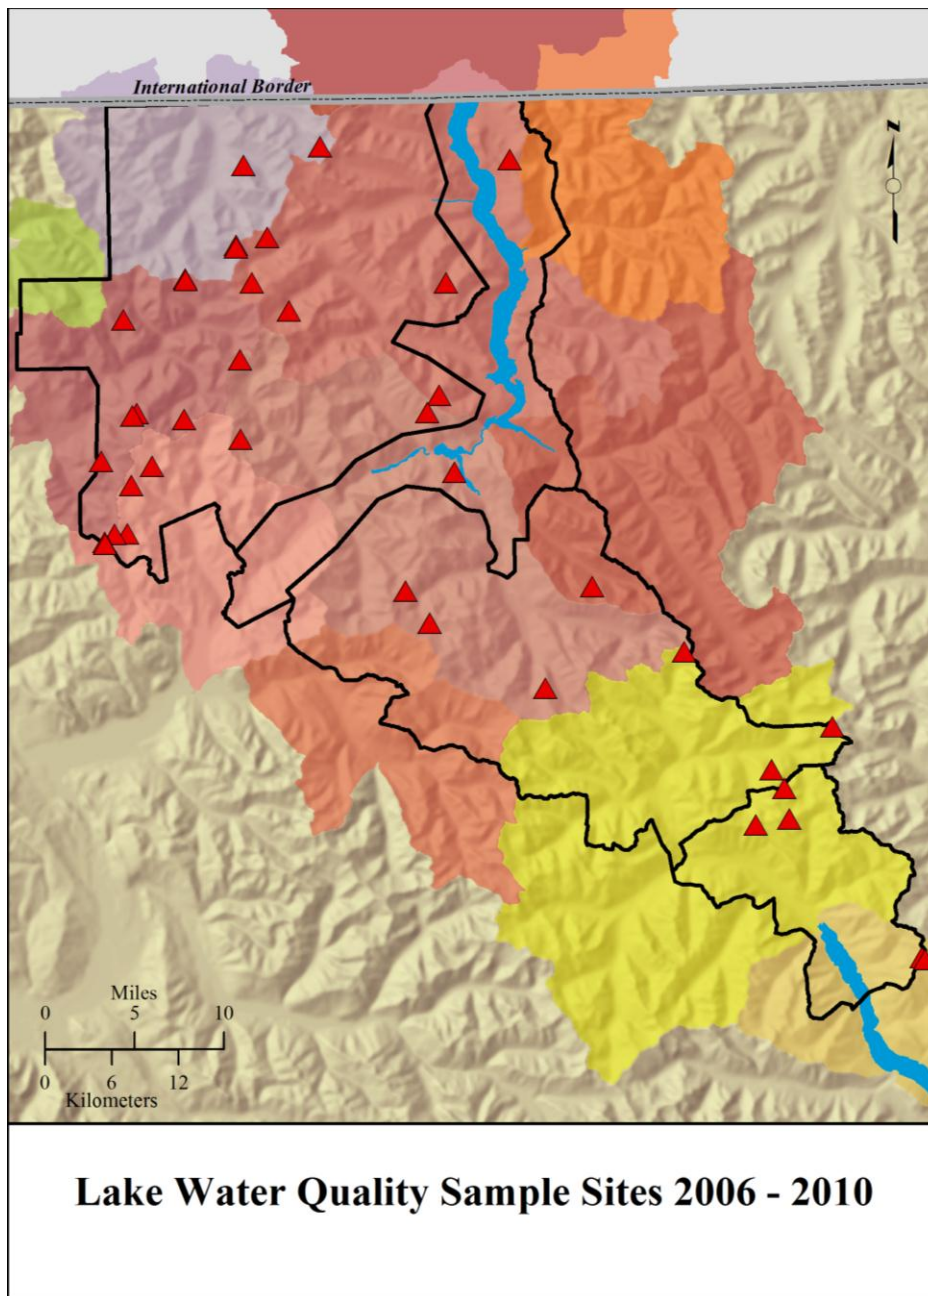 International Border
N
Miles
0 5 10
0 6 12
Kilometers
Lake Water Quality Sample Sites 2006 - 2010